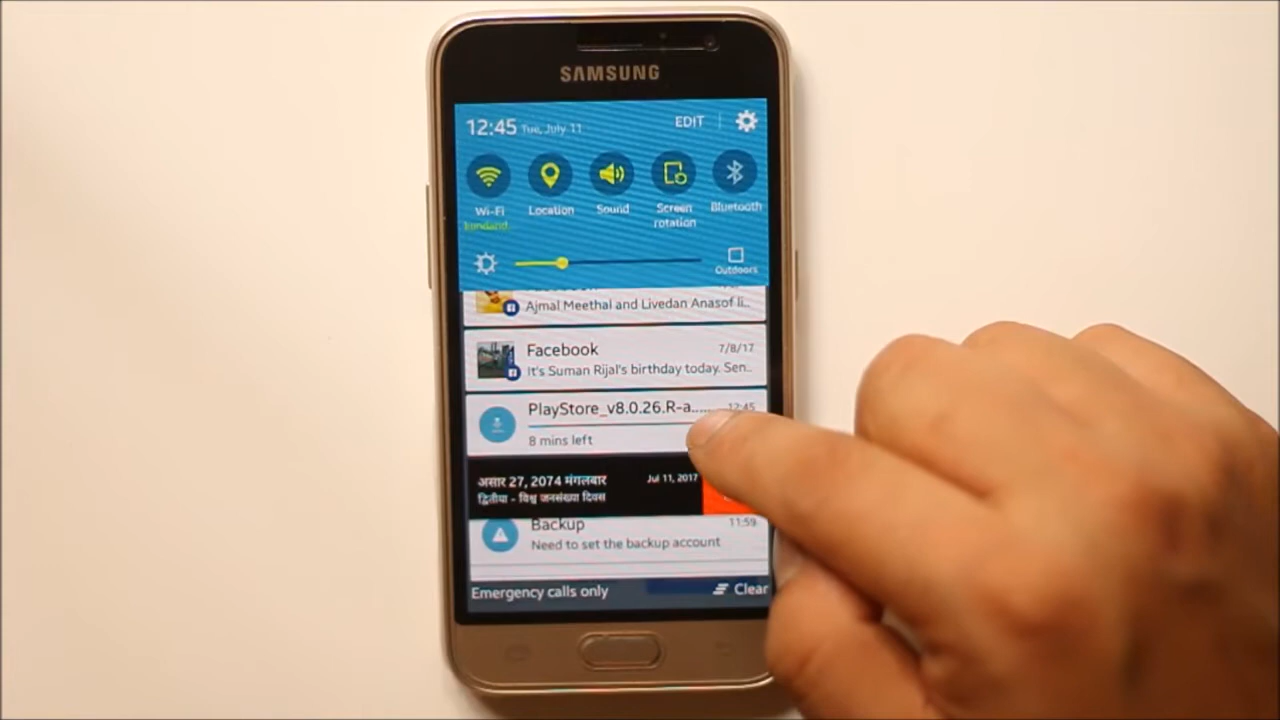 SAMSUNG
12:45 Tue, July 11 EDIT
Wi-Fi Location Sound Screen rotation Bluetooth
Outdoors
Ajmal Meethal and Livedan Anasof li..
Facebook 7/8/17
It's Suman Rijal's birthday today. Sen..
PlayStore_v8.0.26.R-a..... 12:45
8 mins left
असार 27, 2074 मंगलबार Jul 11, 2017
द्वितीया - विश्व जनसंख्या दिवस
Backup 11:59
Need to set the backup account
Emergency calls only Clear